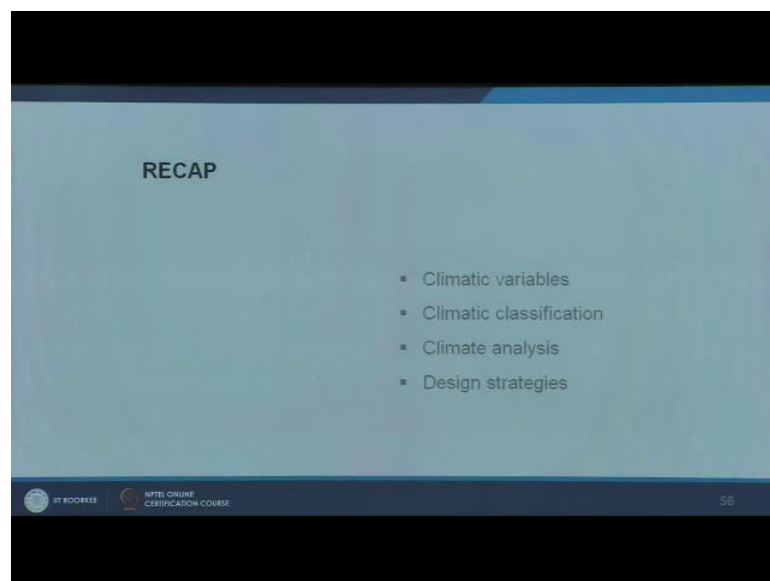 RECAP
▪ Climatic variables
▪ Climatic classification
▪ Climate analysis
▪ Design strategies
IIT ROORKEE
NPTEL ONLINE
CERTIFICATION COURSE
56